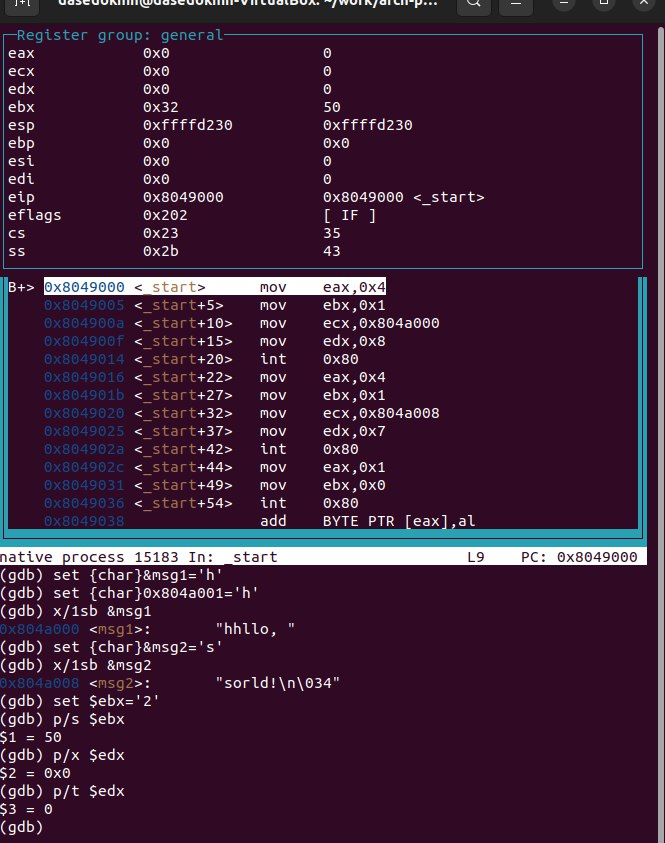 dasedokhin@dasedokhin-VirtualBox: ~/work/arch-p...
Register group: general
eax 0x0 0
ecx 0x0 0
edx 0x0 0
ebx 0x32 50
esp 0xffffd230 0xffffd230
ebp 0x0 0x0
esi 0x0 0
edi 0x0 0
eip 0x8049000 0x8049000 <_start>
eflags 0x202 [ IF ]
cs 0x23 35
ss 0x2b 43
B+> 0x8049000 <_start> mov eax,0x4
0x8049005 <_start+5> mov ebx,0x1
0x804900a <_start+10> mov ecx,0x804a000
0x804900f <_start+15> mov edx,0x8
0x8049014 <_start+20> int 0x80
0x8049016 <_start+22> mov eax,0x4
0x804901b <_start+27> mov ebx,0x1
0x8049020 <_start+32> mov ecx,0x804a008
0x8049025 <_start+37> mov edx,0x7
0x804902a <_start+42> int 0x80
0x804902c <_start+44> mov eax,0x1
0x8049031 <_start+49> mov ebx,0x0
0x8049036 <_start+54> int 0x80
0x8049038 add BYTE PTR [eax],al
native process 15183 In: _start L9 PC: 0x8049000
(gdb) set {char}&msg1='h'
(gdb) set {char}0x804a001='h'
(gdb) x/1sb &msg1
0x804a000 <msg1>: "hhllo, "
(gdb) set {char}&msg2='s'
(gdb) x/1sb &msg2
0x804a008 <msg2>: "sorld!\n\034"
(gdb) set $ebx='2'
(gdb) p/s $ebx
$1 = 50
(gdb) p/x $edx
$2 = 0x0
(gdb) p/t $edx
$3 = 0
(gdb)